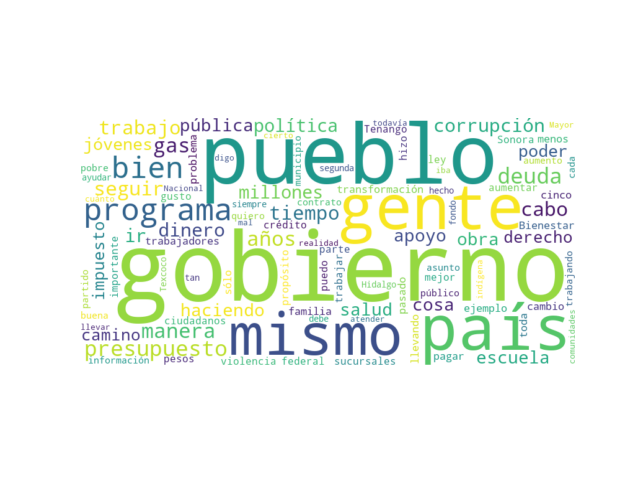 trabajo pública política todavía Tenango hizo corrupción Mayor
jóvenes gas problema cierto pueblo ley Sonora menos
pobre bien digo segunda municipio iba poder aumento cada
ayudar seguir Nacional gusto millones transformación aumentar deuda
cuanto programa siempre quiero tiempo contrato gente hecho fondo cinco cabo
impuesto ir dinero mal crédito años realidad parte apoyo obra Bienestar derecho
importante trabajadores gobierno asunto mejor indígena trabajando
partido Texcoco tan sólo propósito puedo trabajar Hidalgo pasado público ejemplo cambio
buena haciendo familia salud cosa país toda comunidades
llevar camino ciudadanos manera debe atender mismo llevando
presupuesto pagar escuela
información pesos violencia federal sucursales